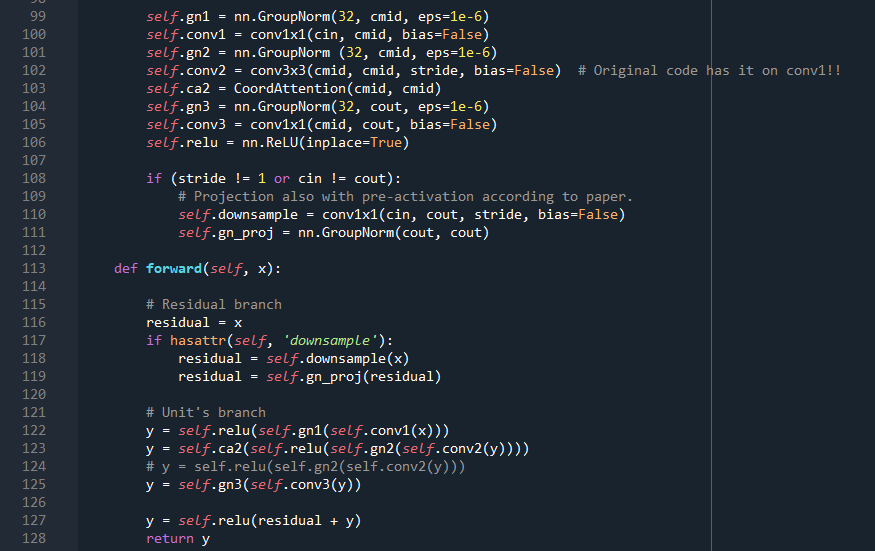 99 self.gn1 = nn.GroupNorm(32, cmid, eps=1e-6)
100 self.conv1 = conv1x1(cin, cmid, bias=False)
101 self.gn2 = nn.GroupNorm (32, cmid, eps=1e-6)
102 self.conv2 = conv3x3(cmid, cmid, stride, bias=False)  # Original code has it on conv1!!
103 self.ca2 = CoordAttention(cmid, cmid)
104 self.gn3 = nn.GroupNorm(32, cout, eps=1e-6)
105 self.conv3 = conv1x1(cmid, cout, bias=False)
106 self.relu = nn.ReLU(inplace=True)
107
108 if (stride != 1 or cin != cout):
109 # Projection also with pre-activation according to paper.
110 self.downsample = conv1x1(cin, cout, stride, bias=False)
111 self.gn_proj = nn.GroupNorm(cout, cout)
112
113 def forward(self, x):
114
115 # Residual branch
116 residual = x
117 if hasattr(self, 'downsample'):
118 residual = self.downsample(x)
119 residual = self.gn_proj(residual)
120
121 # Unit's branch
122 y = self.relu(self.gn1(self.conv1(x)))
123 y = self.ca2(self.relu(self.gn2(self.conv2(y))))
124 # y = self.relu(self.gn2(self.conv2(y)))
125 y = self.gn3(self.conv3(y))
126
127 y = self.relu(residual + y)
128 return y